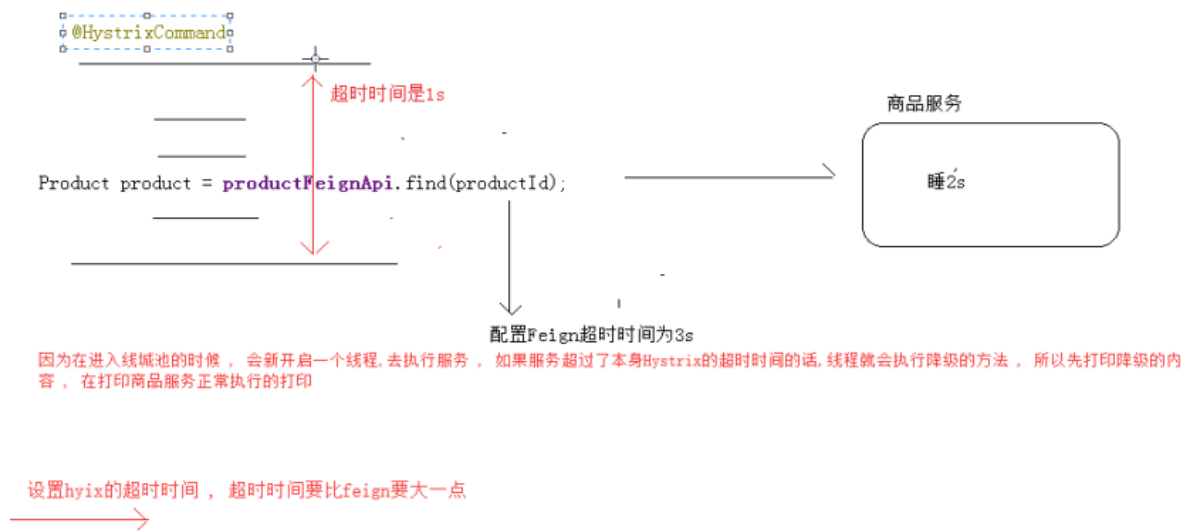 @HystrixCommand
超时时间是1s
商品服务
Product product = productFeignApi.find(productId);
睡2s
配置Feign超时时间为3s
因为在进入线城池的时候 ，会新开启一个线程,去执行服务 ，如果服务超过了本身Hystrix的超时时间的话,线程就会执行降级的方法 ，所以先打印降级的内
容 ，在打印商品服务正常执行的打印
设置hyix的超时时间 ，超时时间要比feign要大一点